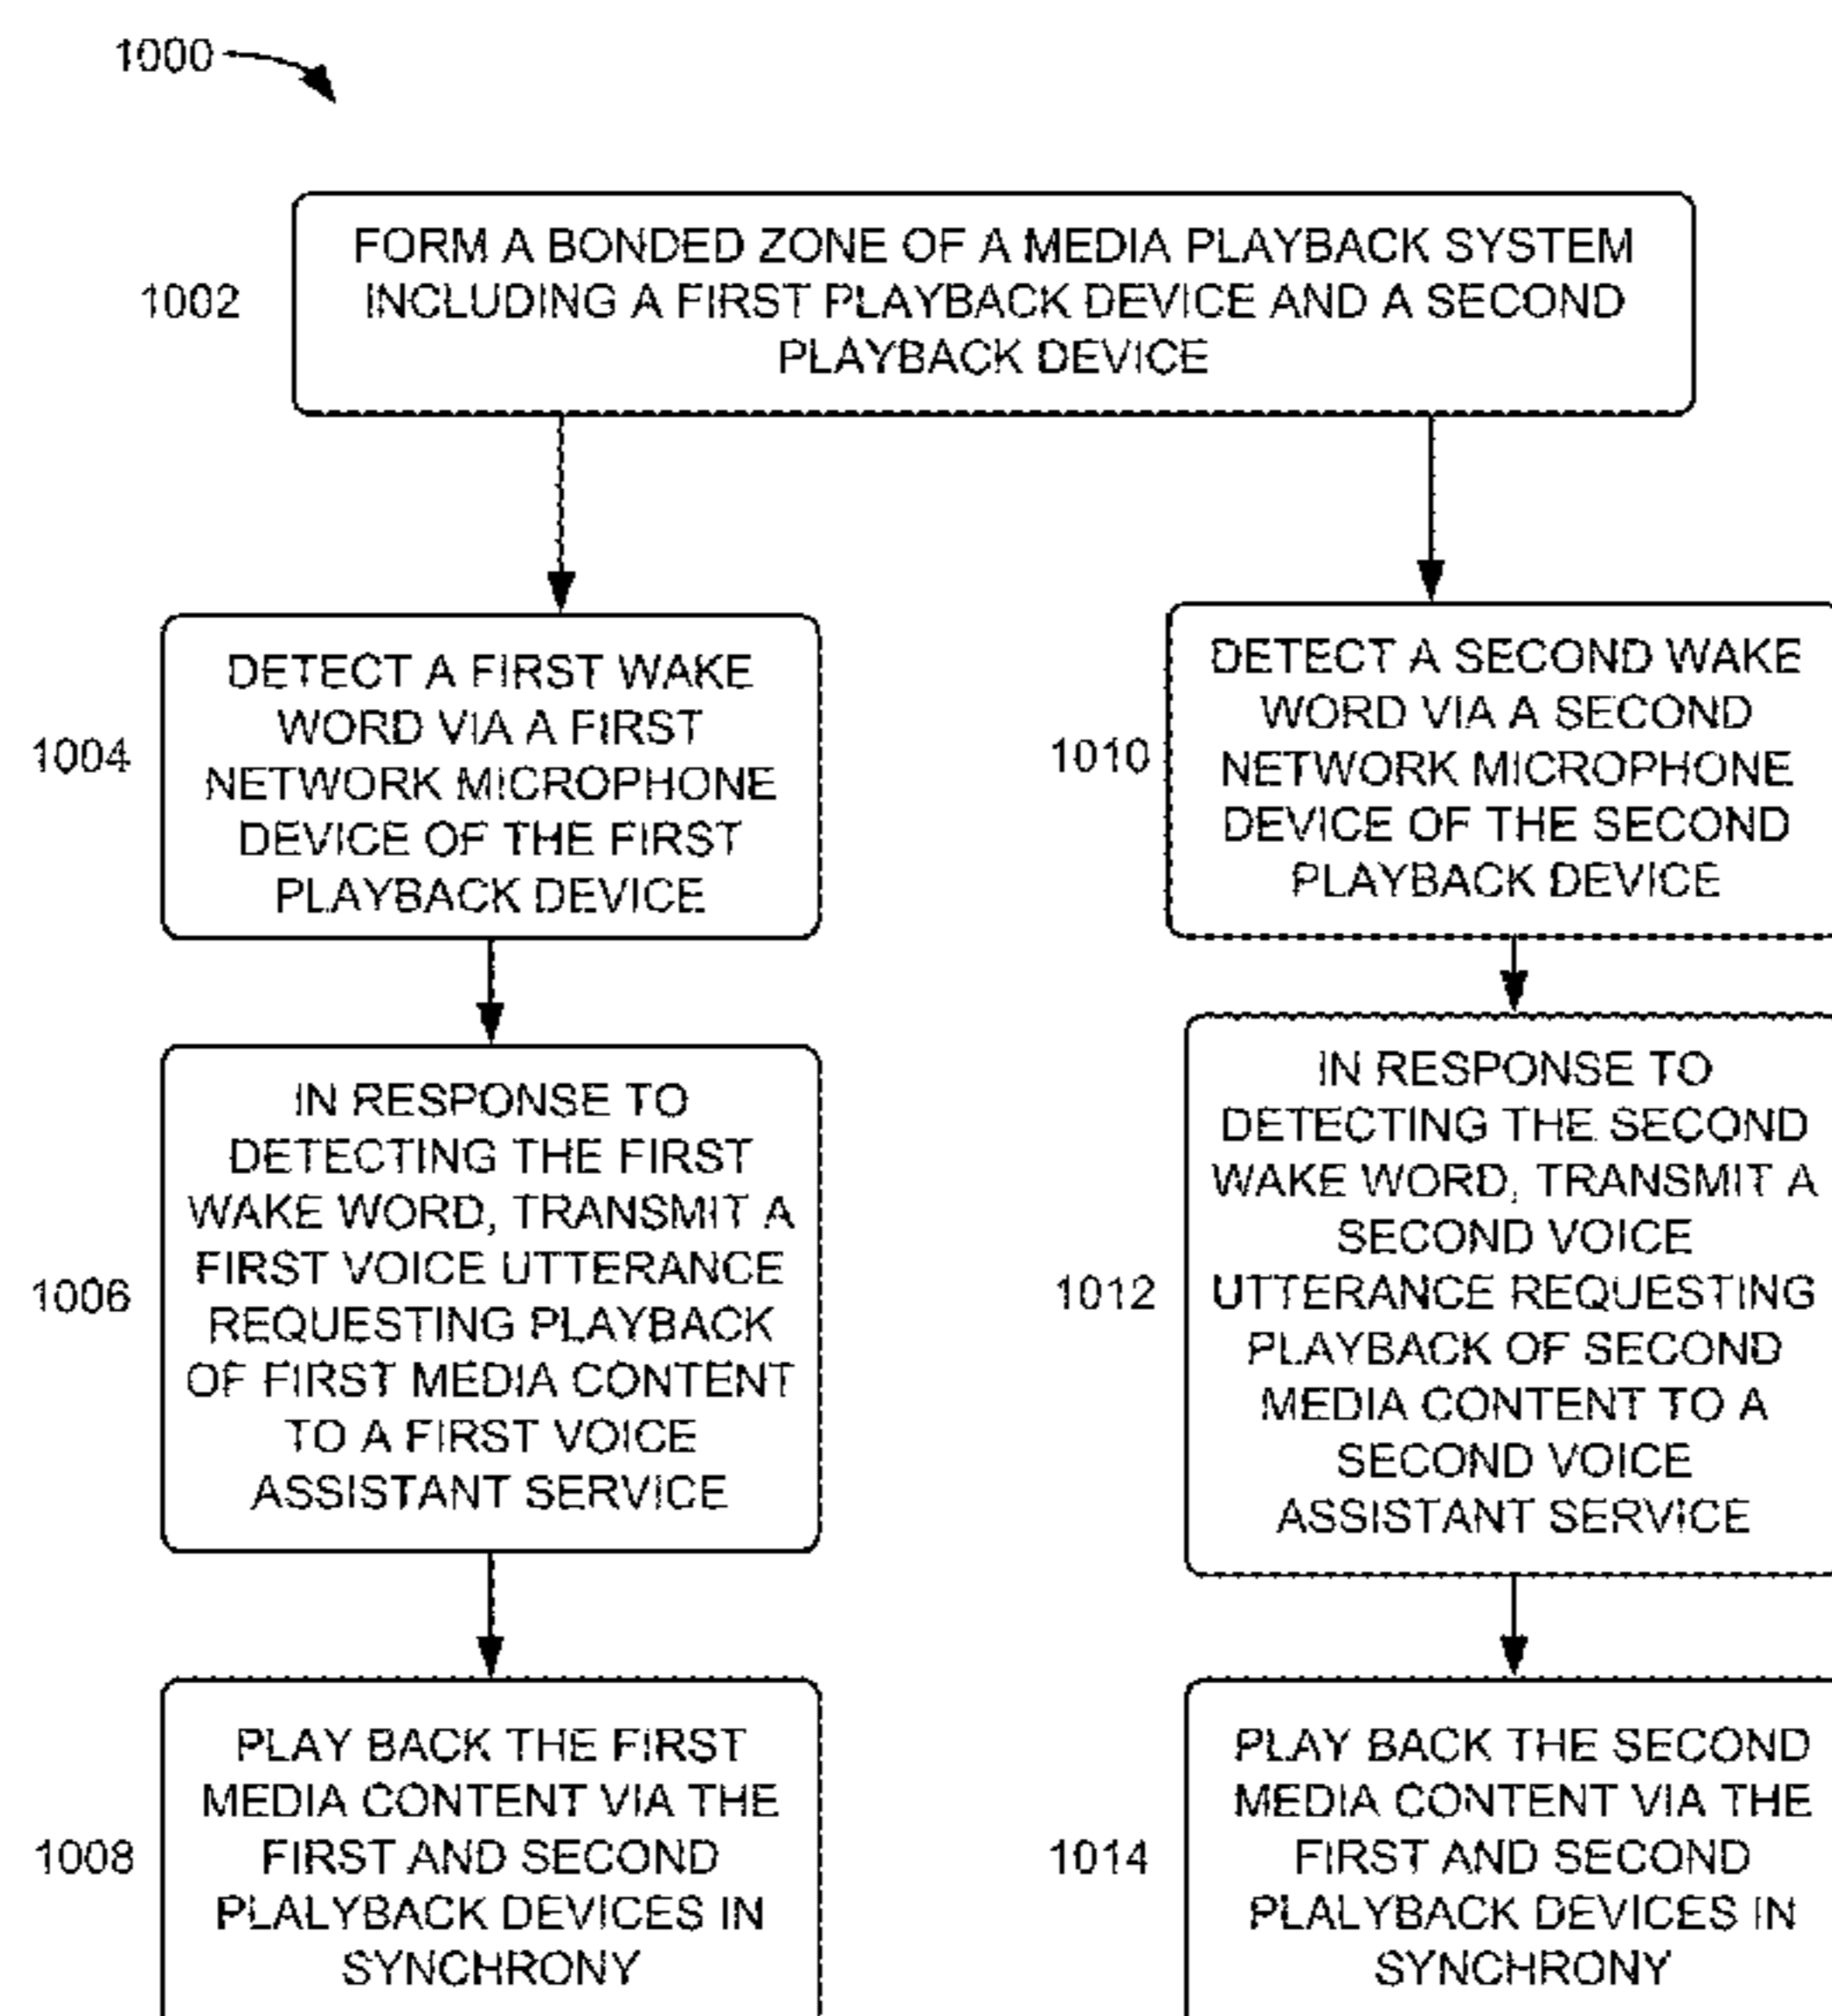 1000
1002
FORM A BONDED ZONE OF A MEDIA PLAYBACK SYSTEM
INCLUDING A FIRST PLAYBACK DEVICE AND A SECOND
PLAYBACK DEVICE
1004
DETECT A FIRST WAKE
WORD VIA A FIRST
NETWORK MICROPHONE
DEVICE OF THE FIRST
PLAYBACK DEVICE
1006
IN RESPONSE TO
DETECTING THE FIRST
WAKE WORD, TRANSMIT A
FIRST VOICE UTTERANCE
REQUESTING PLAYBACK
OF FIRST MEDIA CONTENT
TO A FIRST VOICE
ASSISTANT SERVICE
1008
PLAY BACK THE FIRST
MEDIA CONTENT VIA THE
FIRST AND SECOND
PLALYBACK DEVICES IN
SYNCHRONY
1010
DETECT A SECOND WAKE
WORD VIA A SECOND
NETWORK MICROPHONE
DEVICE OF THE SECOND
PLAYBACK DEVICE
1012
IN RESPONSE TO
DETECTING THE SECOND
WAKE WORD, TRANSMIT A
SECOND VOICE
UTTERANCE REQUESTING
PLAYBACK OF SECOND
MEDIA CONTENT TO A
SECOND VOICE
ASSISTANT SERVICE
1014
PLAY BACK THE SECOND
MEDIA CONTENT VIA THE
FIRST AND SECOND
PLALYBACK DEVICES IN
SYNCHRONY